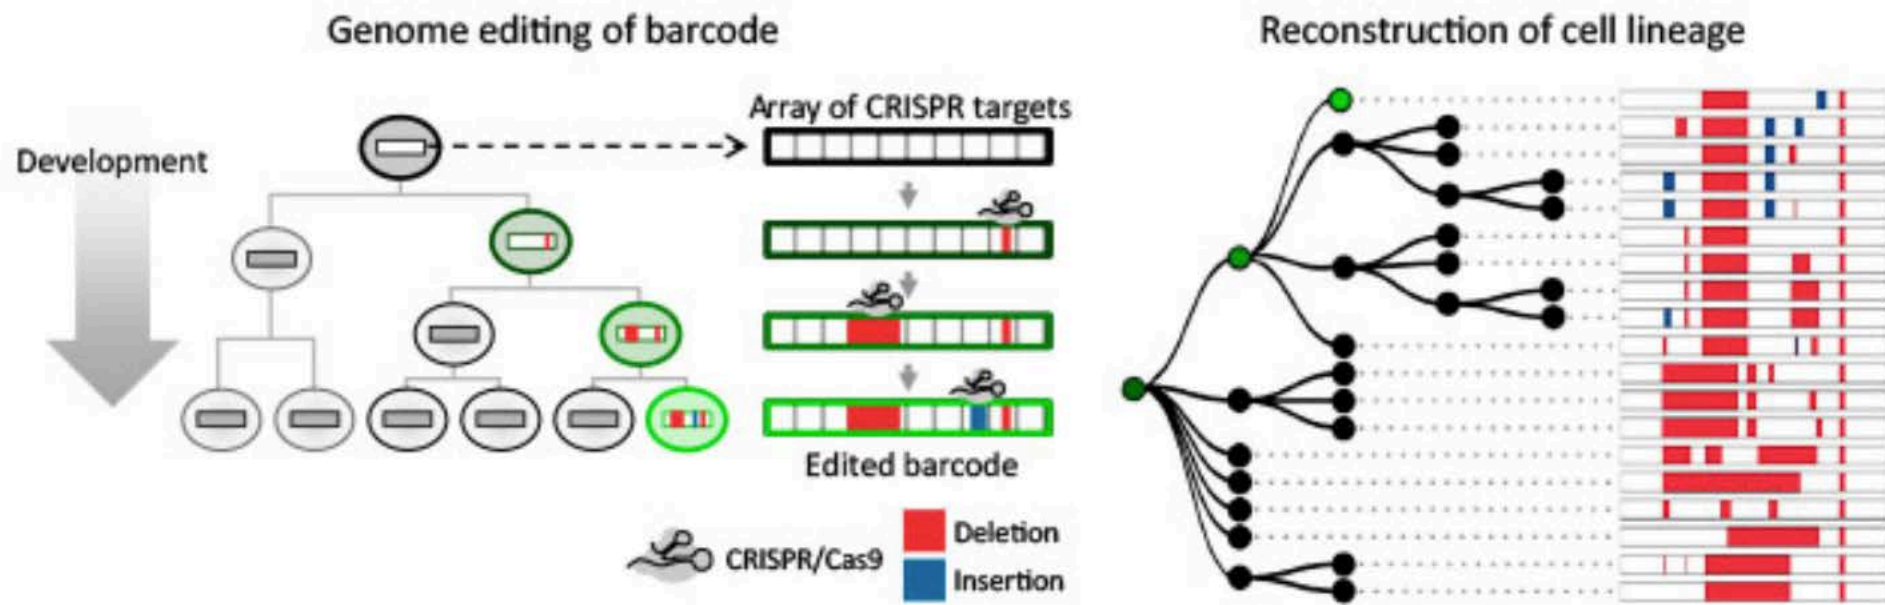 Genome editing of barcode
Reconstruction of cell lineage
Development
Array of CRISPR targets
Edited barcode
CRISPR/Cas9
Deletion
Insertion